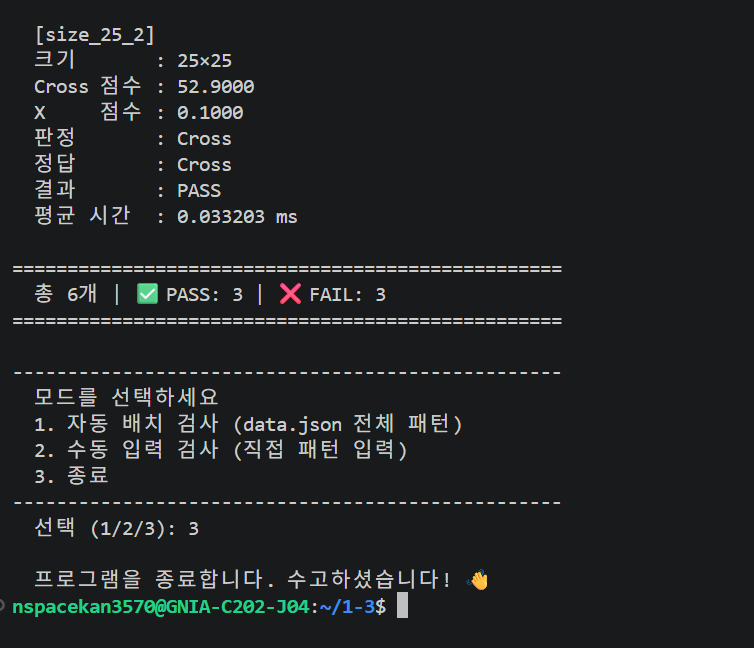 [size_25_2]
크기 : 25×25
Cross 점수 : 52.9000
X 점수 : 0.1000
판정 : Cross
정답 : Cross
결과 : PASS
평균 시간 : 0.033203 ms
==================================================
총 6개 | ✅ PASS: 3 | ❌ FAIL: 3
==================================================
--------------------------------------------------
모드를 선택하세요
1. 자동 배치 검사 (data.json 전체 패턴)
2. 수동 입력 검사 (직접 패턴 입력)
3. 종료
--------------------------------------------------
선택 (1/2/3): 3
프로그램을 종료합니다. 수고하셨습니다! 👋
nspacekan3570@GNIA-C202-J04:~/1-3$